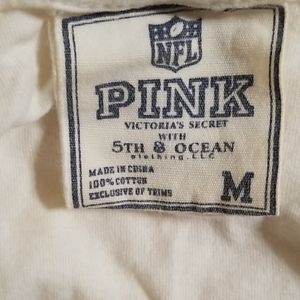 NFL
PINK
VICTORIA'S SECRET
WITH
5TH & OCEAN
clothing, LLC
MADE IN CHINA
100% COTTON
EXCLUSIVE OF TRIMS
M